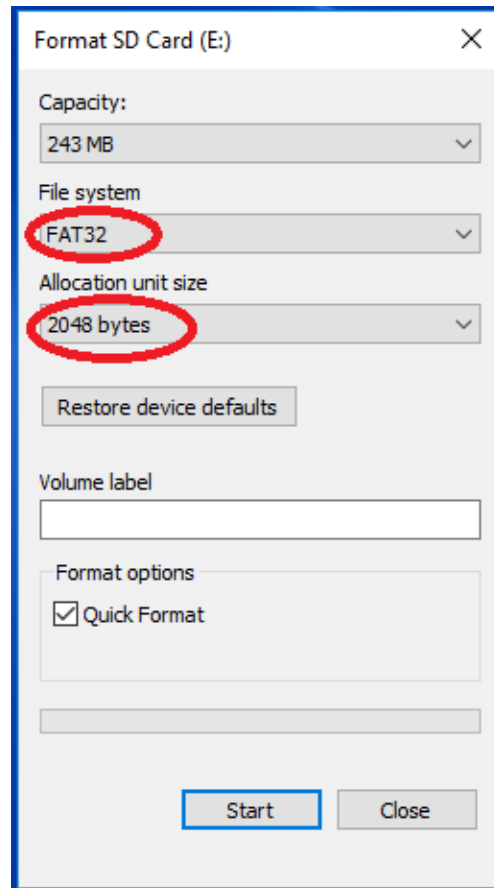 Format SD Card (E:)
Capacity:
243 MB
File system
FAT32
Allocation unit size
2048 bytes
Restore device defaults
Volume label
Format options
Quick Format
Start Close